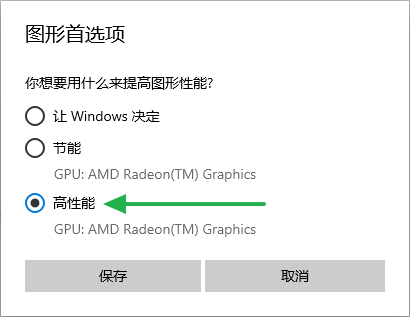 图形首选项
你想要用什么来提高图形性能?
让 Windows 决定
节能
GPU: AMD Radeon(TM) Graphics
高性能
GPU: AMD Radeon(TM) Graphics
保存
取消